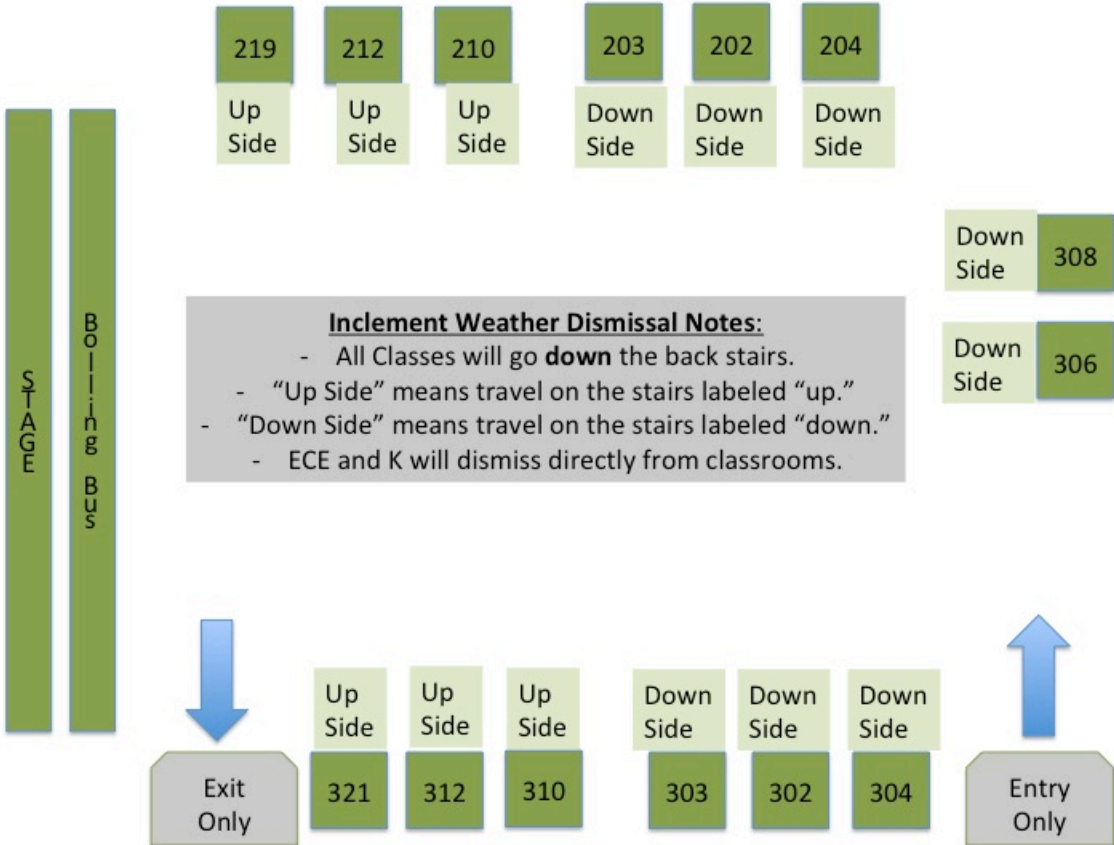 219 212 210 203 202 204
Up Side Up Side Up Side Down Side Down Side Down Side
STAGE
Bolling Bus
Down Side 308
Down Side 306
Inclement Weather Dismissal Notes:
- All Classes will go down the back stairs.
- “Up Side” means travel on the stairs labeled “up.”
- “Down Side” means travel on the stairs labeled “down.”
- ECE and K will dismiss directly from classrooms.
Up Side Up Side Up Side Down Side Down Side Down Side
Exit Only 321 312 310 303 302 304 Entry Only